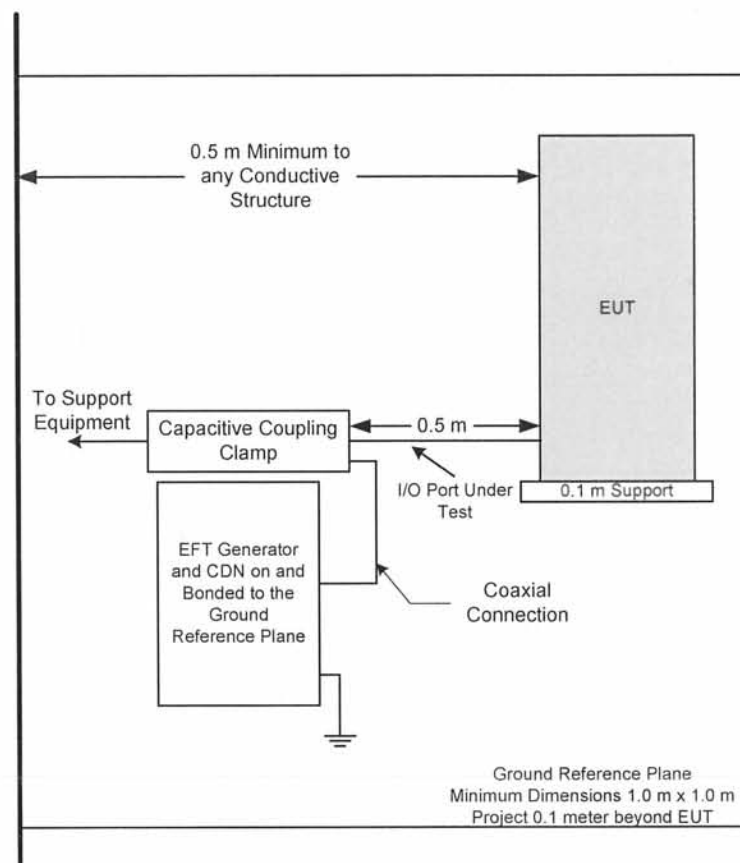 0.5 m Minimum to
any Conductive
Structure
EUT
To Support
Equipment
Capacitive Coupling
Clamp
0.5 m
I/O Port Under
Test
0.1 m Support
EFT Generator
and CDN on and
Bonded to the
Ground
Reference Plane
Coaxial
Connection
Ground Reference Plane
Minimum Dimensions 1.0 m x 1.0 m
Project 0.1 meter beyond EUT